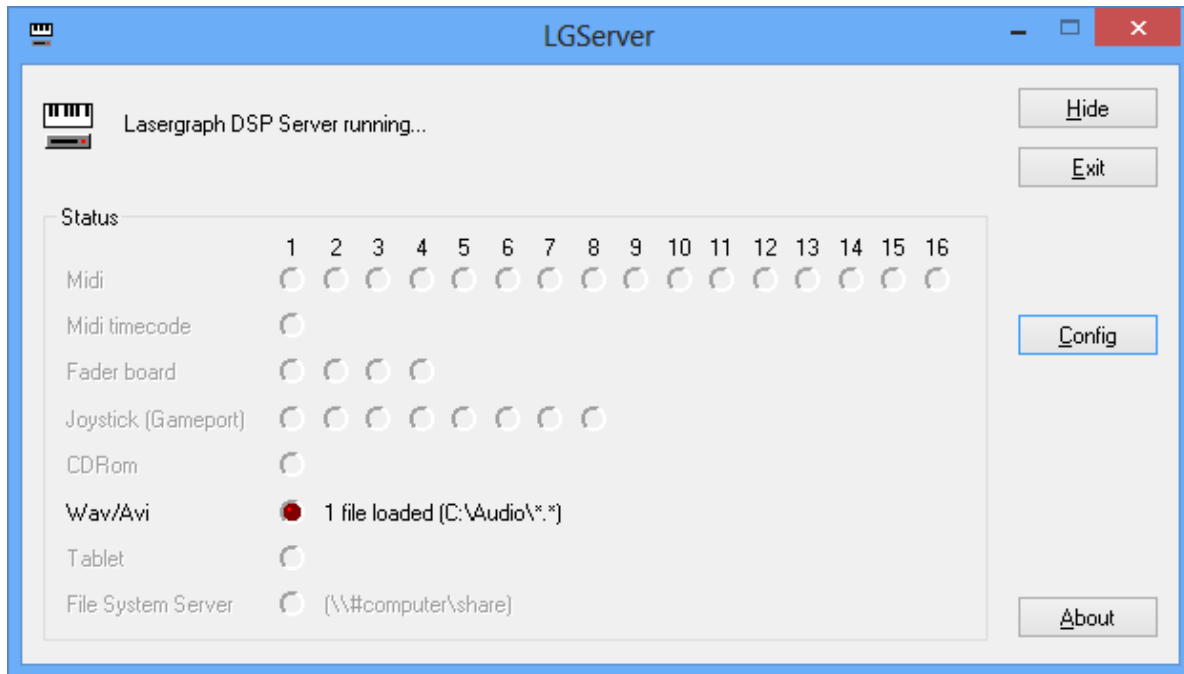 LGServer
Lasergraph DSP Server running...
Hide
Exit
Status
1 2 3 4 5 6 7 8 9 10 11 12 13 14 15 16
Midi
Midi timecode
Config
Fader board
Joystick (Gameport)
CDRom
Wav/Avi 1 file loaded (C:\Audio\*.*)
Tablet
File System Server (\\#computer\share)
About